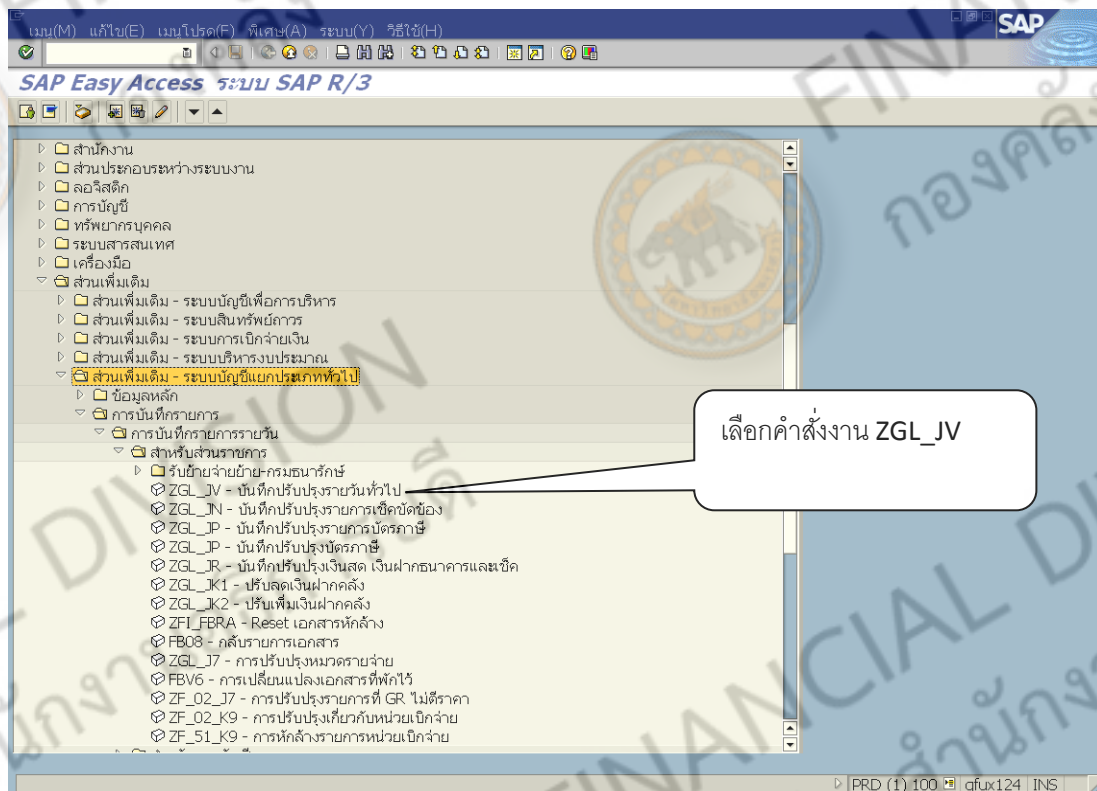 เมนู(M) แก้ไข(E) เมนูโปรด(F) พิเศษ(A) ระบบ(Y) วิธีใช้(H)
SAP
SAP Easy Access ระบบ SAP R/3
สำนักงาน
ส่วนประกอบระหว่างระบบงาน
ลอจิสติก
การบัญชี
ทรัพยากรบุคคล
ระบบสารสนเทศ
เครื่องมือ
ส่วนเพิ่มเติม
ส่วนเพิ่มเติม - ระบบบัญชีเพื่อการบริหาร
ส่วนเพิ่มเติม - ระบบสินทรัพย์ถาวร
ส่วนเพิ่มเติม - ระบบการเบิกจ่ายเงิน
ส่วนเพิ่มเติม - ระบบบริหารงบประมาณ
ส่วนเพิ่มเติม - ระบบบัญชีแยกประเภททั่วไป
ข้อมูลหลัก
การบันทึกรายการ
การบันทึกรายการรายวัน
สำหรับส่วนราชการ
รับย้ายจ่ายย้าย-กรมธนารักษ์
ZGL_JV - บันทึกปรับปรุงรายวันทั่วไป
ZGL_JN - บันทึกปรับปรุงรายการเช็คขัดข้อง
ZGL_JP - บันทึกปรับปรุงรายการบัตรภาษี
ZGL_JP - บันทึกปรับปรุงบัตรภาษี
ZGL_JR - บันทึกปรับปรุงเงินสด เงินฝากธนาคารและเช็ค
ZGL_JK1 - ปรับลดเงินฝากคลัง
ZGL_JK2 - ปรับเพิ่มเงินฝากคลัง
ZFI_FBRA - Reset เอกสารหักล้าง
FB08 - กลับรายการเอกสาร
ZGL_J7 - การปรับปรุงหมวดรายจ่าย
FBV6 - การเปลี่ยนแปลงเอกสารที่พักไว้
ZF_02_J7 - การปรับปรุงรายการที่ GR ไม่ตีราคา
ZF_02_K9 - การปรับปรุงเกี่ยวกับหน่วยเบิกจ่าย
ZF_51_K9 - การหักล้างรายการหน่วยเบิกจ่าย
เลือกคำสั่งงาน ZGL_JV
PRD (1) 100 gfux124 INS